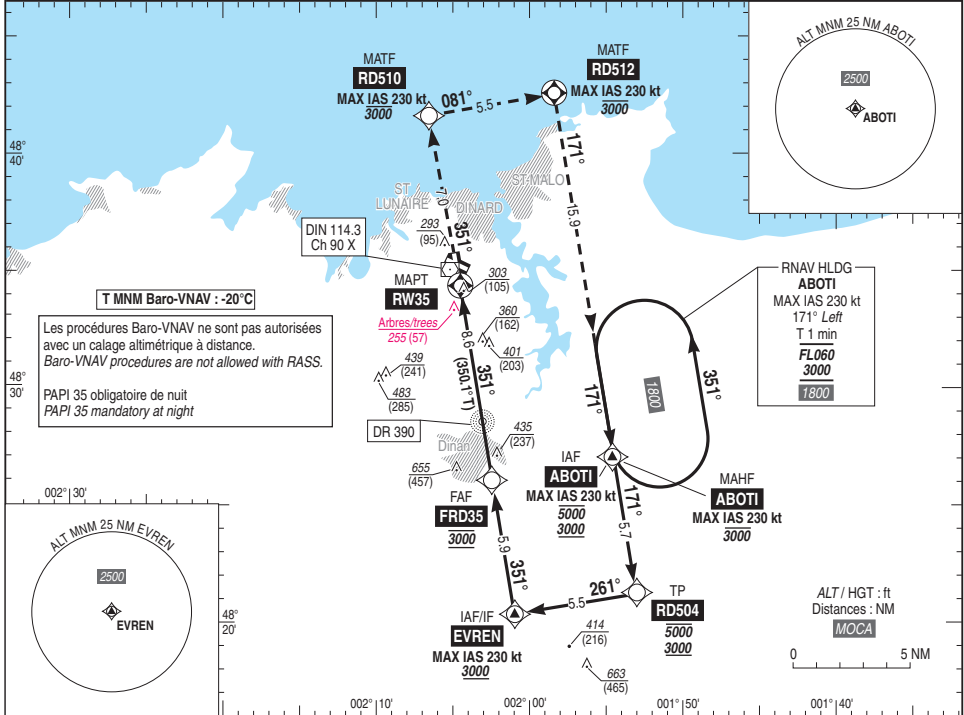 MATF
RD510
MAX IAS 230 kt
3000
MATF
RD512
MAX IAS 230 kt
3000
081°
5.5
ALT MNM 25 NM ABOTI
2500
ABOTI
48°
40'
171°
15.9
7.0
351°
ST
LUNAIRE
DINARD
ST-MALO
293
(95)
DIN 114.3
Ch 90 X
MAPT
RW35
303
(105)
T MNM Baro-VNAV : -20°C
Les procédures Baro-VNAV ne sont pas autorisées
avec un calage altimétrique à distance.
Baro-VNAV procedures are not allowed with RASS.
PAPI 35 obligatoire de nuit
PAPI 35 mandatory at night
Arbres/trees
255 (57)
360
(162)
401
(203)
439
(241)
483
(285)
8.6
351°
(350.1° T)
RNAV HLDG
ABOTI
MAX IAS 230 kt
171° Left
T 1 min
FL060
3000
1800
171°
1800
351°
48°
30'
DR 390
Dinan
435
(237)
655
(457)
IAF
ABOTI
MAX IAS 230 kt
5000
3000
MAHF
ABOTI
MAX IAS 230 kt
3000
171°
5.7
002° 30'
FAF
FRD35
3000
5.9
351°
ALT MNM 25 NM EVREN
2500
EVREN
261°
5.5
TP
RD504
5000
3000
IAF/IF
EVREN
MAX IAS 230 kt
3000
414
(216)
663
(465)
48°
20'
ALT / HGT : ft
Distances : NM
MOCA
0
5 NM
002° 10'
002° 00'
001° 50'
001° 40'